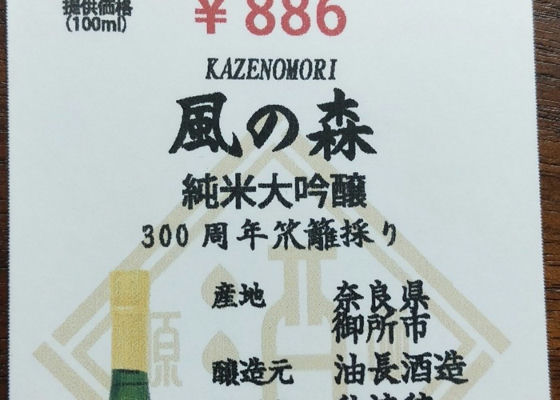 提供価格
(100ml)
¥ 886
KAZENOMORI
風の森
純米大吟醸
300周年笊籬採り
産地 奈良県
御所市
醸造元 油長酒造